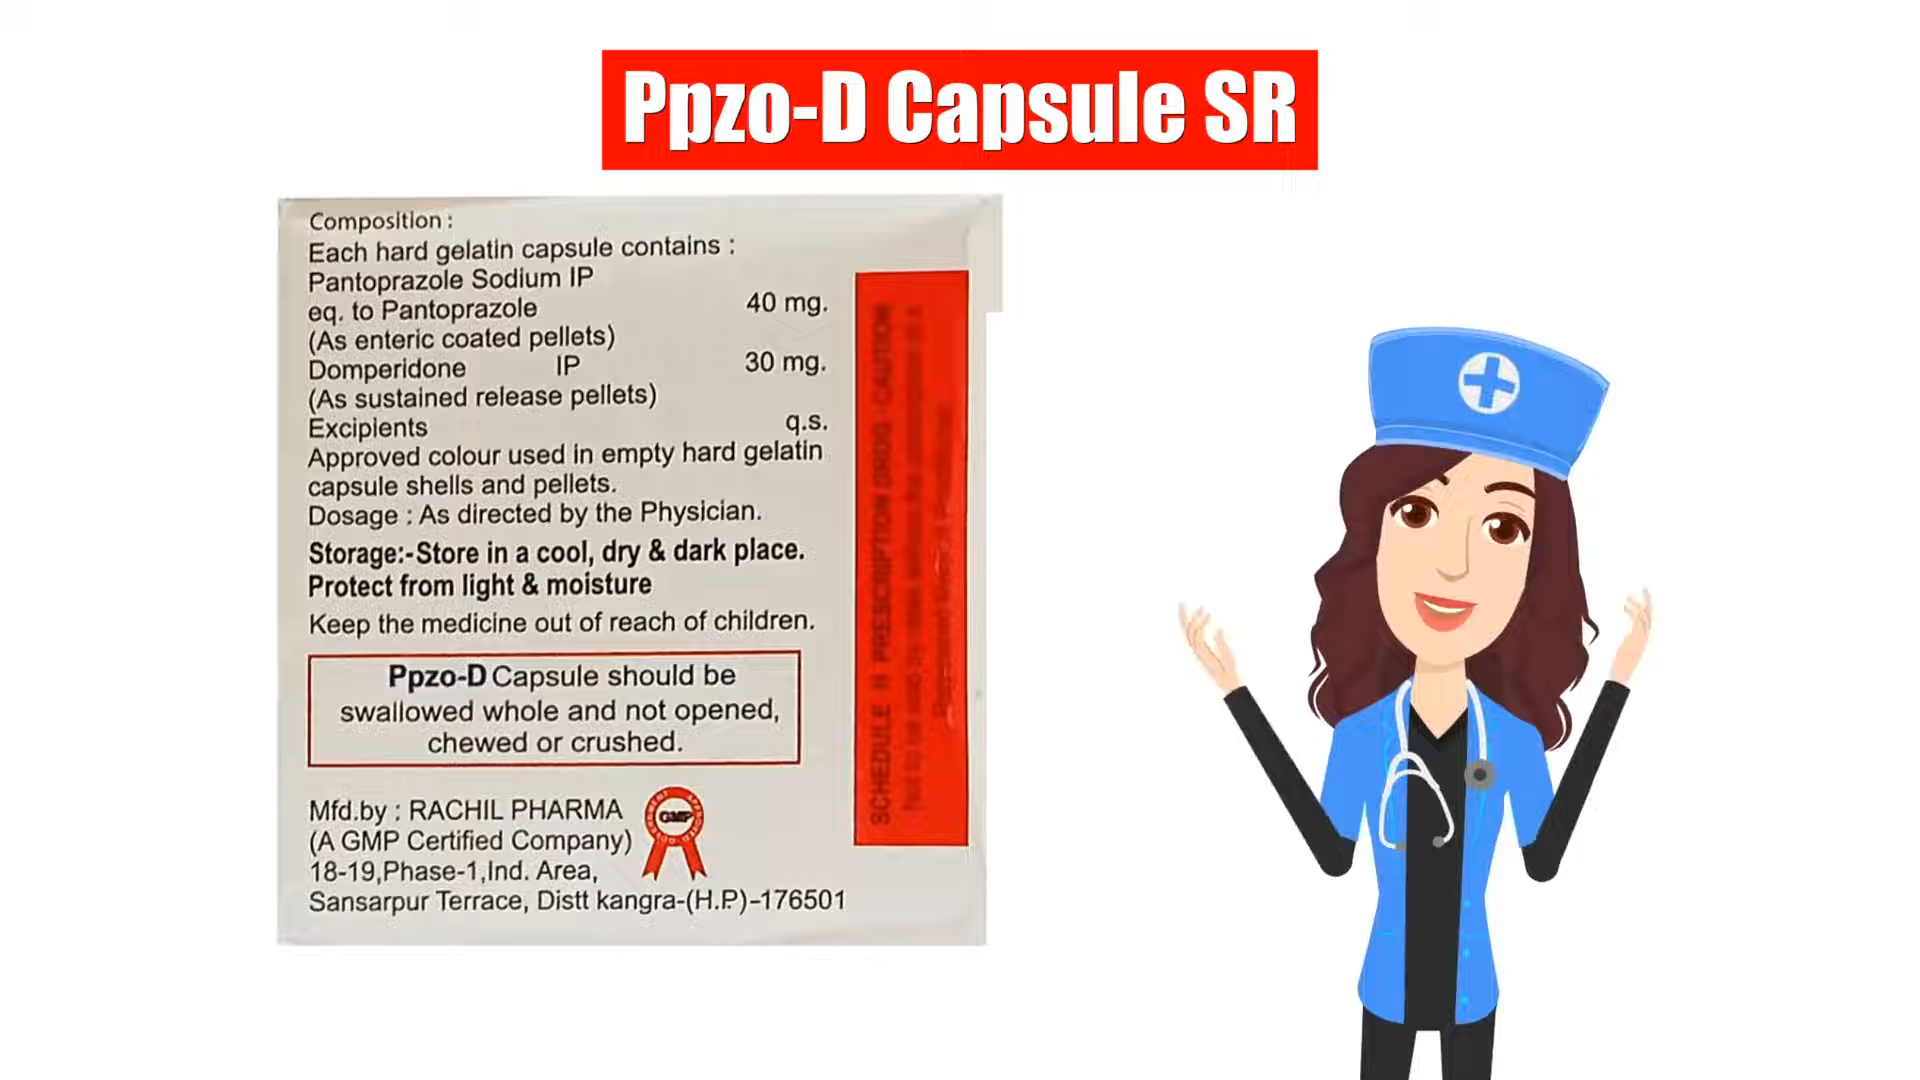 Ppzo-D Capsule SR
Composition :
Each hard gelatin capsule contains :
Pantoprazole Sodium IP
eq. to Pantoprazole 40 mg.
(As enteric coated pellets)
Domperidone IP 30 mg.
(As sustained release pellets)
Excipients q.s.
Approved colour used in empty hard gelatin
capsule shells and pellets.
Dosage : As directed by the Physician.
Storage:-Store in a cool, dry & dark place.
Protect from light & moisture
Keep the medicine out of reach of children.
Ppzo-D Capsule should be
swallowed whole and not opened,
chewed or crushed.
Mfd.by : RACHIL PHARMA
(A GMP Certified Company)
18-19,Phase-1,Ind. Area,
Sansarpur Terrace, Distt kangra-(H.P.)-176501
GMP
SCHEDULE H PRESCRIPTION DRUG - CAUTION
Not to be sold by